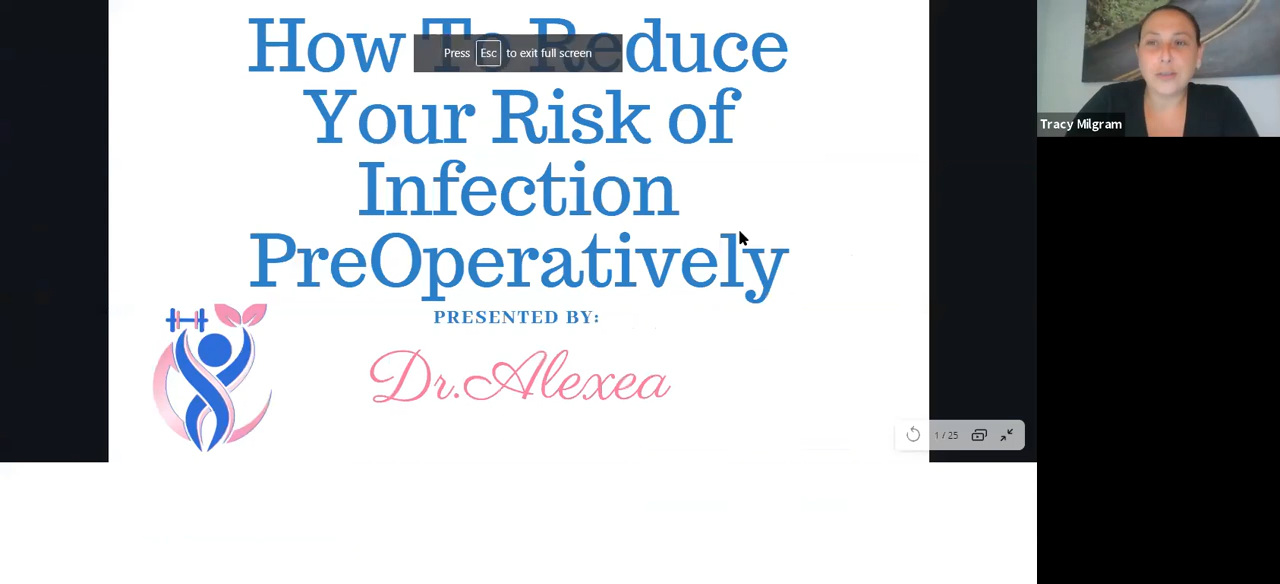 How To Reduce
Press Esc to exit full screen
Your Risk of
Infection
PreOperatively
PRESENTED BY:
Dr.Alexea
Tracy Milgram
1 / 25